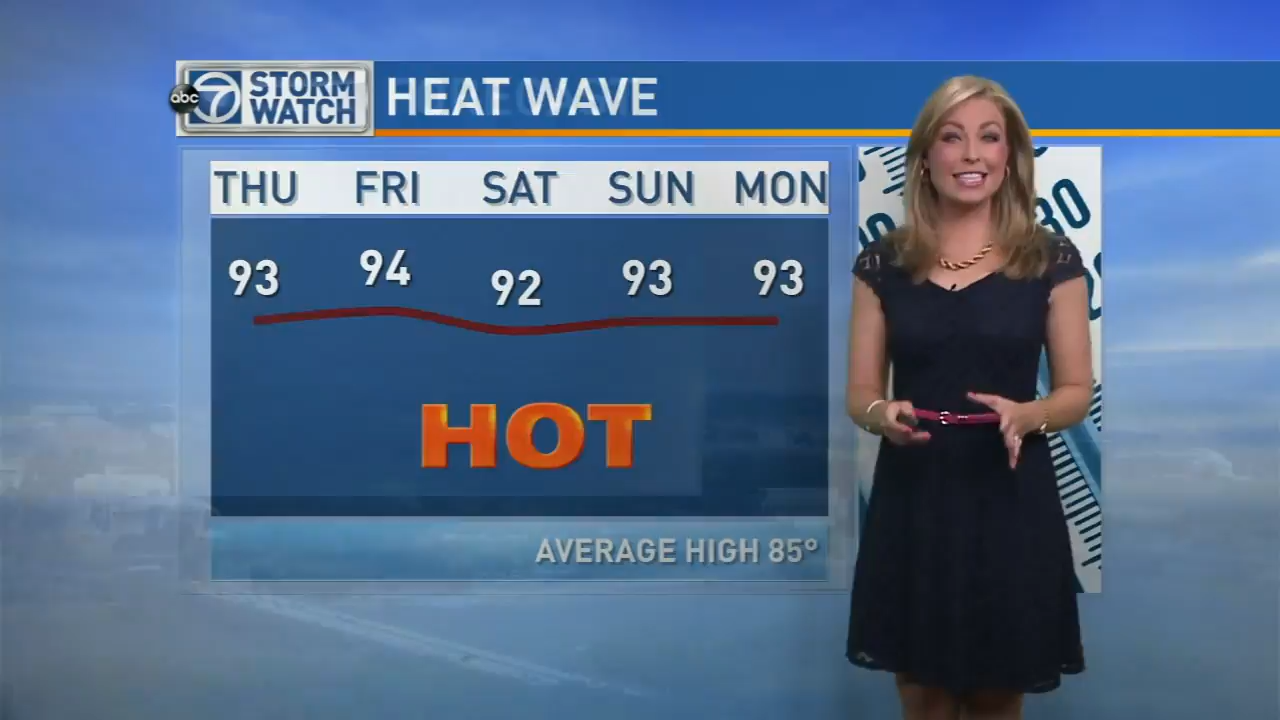 abc 7 STORM WATCH
HEAT WAVE
THU FRI SAT SUN MON
93 94 92 93 93
HOT
AVERAGE HIGH 85°
30